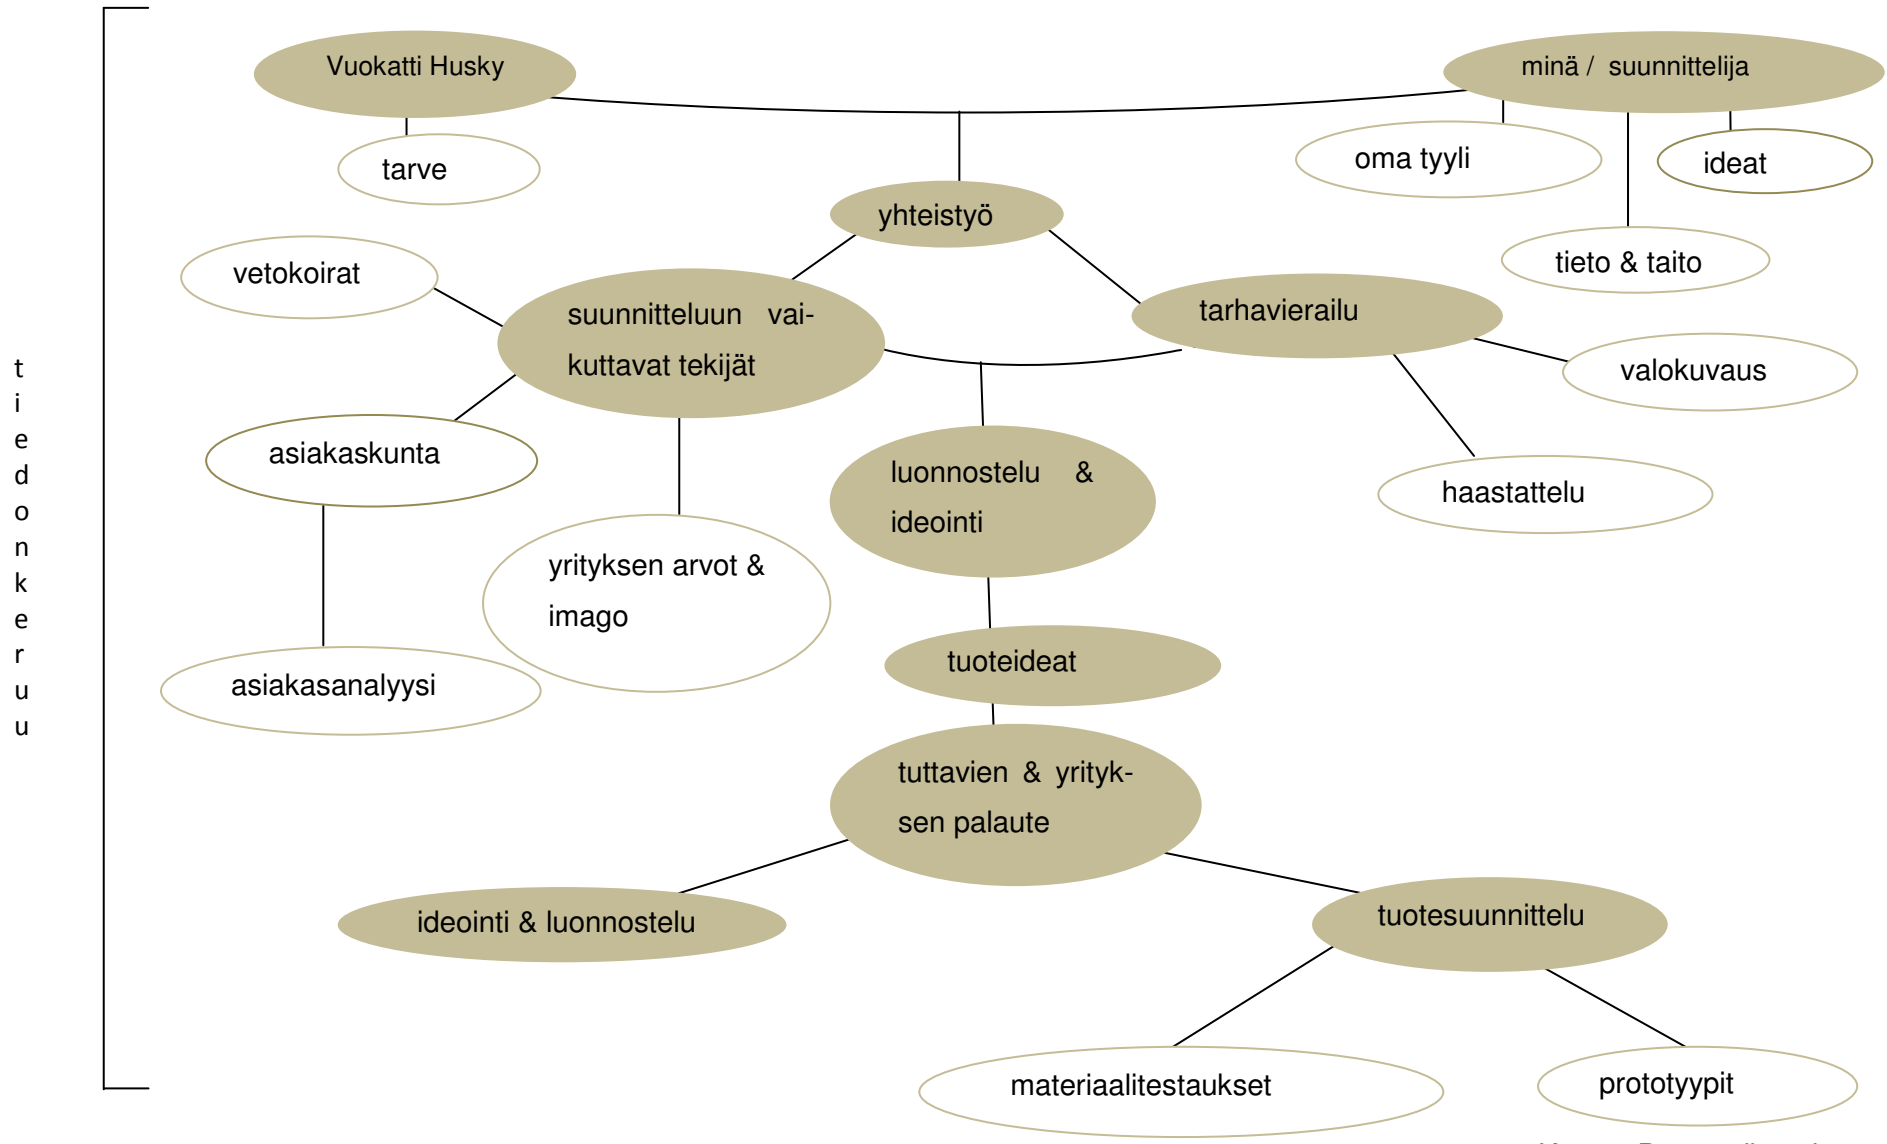 Vuokatti Husky
minä / suunnittelija
tarve
oma tyyli
ideat
yhteistyö
vetokoirat
tieto & taito
suunnitteluun vai-
kuttavat tekijät
tarhavierailu
valokuvaus
asiakaskunta
luonnostelu &
ideointi
haastattelu
yrityksen arvot &
imago
tuoteideat
asiakasanalyysi
tuttavien & yrityk-
sen palaute
ideointi & luonnostelu
tuotesuunnittelu
materiaalitestaukset
prototyypit
t
i
e
d
o
n
k
e
r
u
u